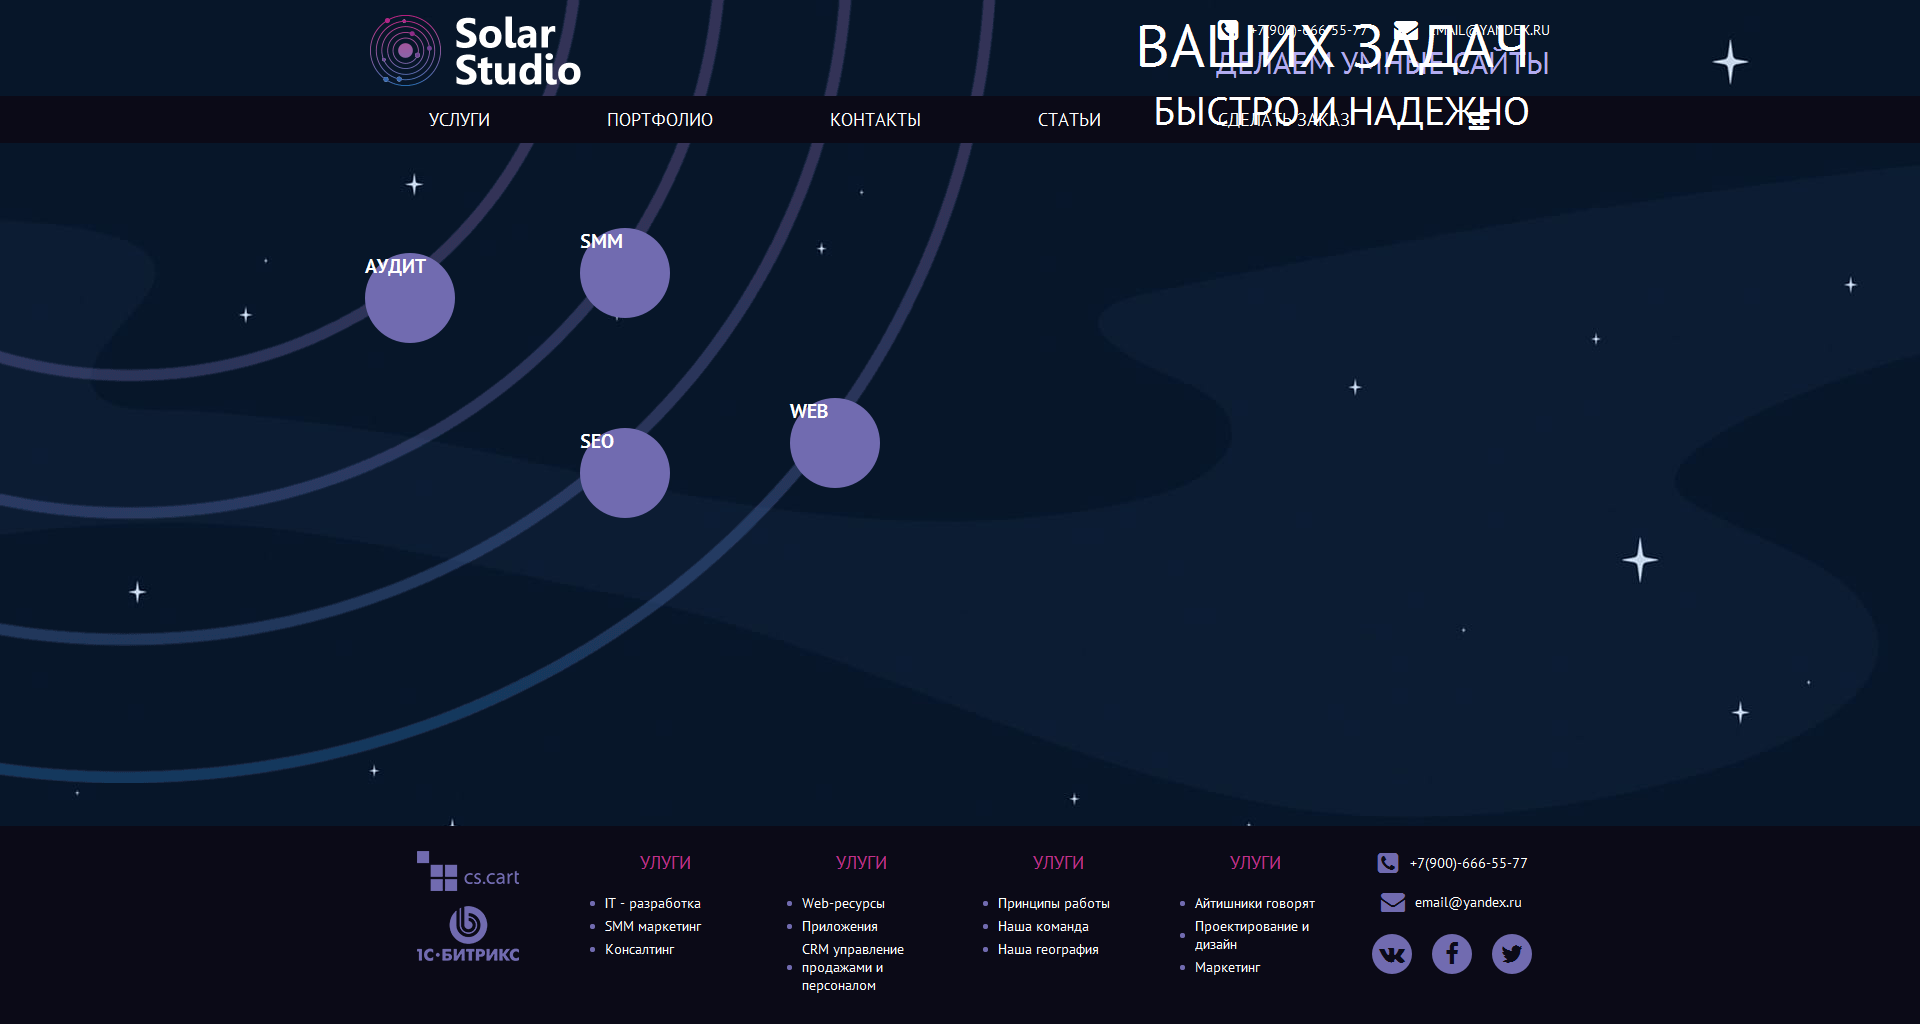 Solar
Studio
+7(900)-666-55-77
EMAIL@YANDEX.RU
ВАШИХ ЗАДАЧ
ДЕЛАЕМ УМНЫЕ САЙТЫ
БЫСТРО И НАДЕЖНО
УСЛУГИ
ПОРТФОЛИО
КОНТАКТЫ
СТАТЬИ
СДЕЛАТЬ ЗАКАЗ
АУДИТ
SMM
SEO
WEB
cs.cart
1С·БИТРИКС
УЛУГИ
IT - разработка
SMM маркетинг
Консалтинг
УЛУГИ
Web-ресурсы
Приложения
CRM управление
продажами и
персоналом
УЛУГИ
Принципы работы
Наша команда
Наша география
УЛУГИ
Айтишники говорят
Проектирование и
дизайн
Маркетинг
+7(900)-666-55-77
email@yandex.ru